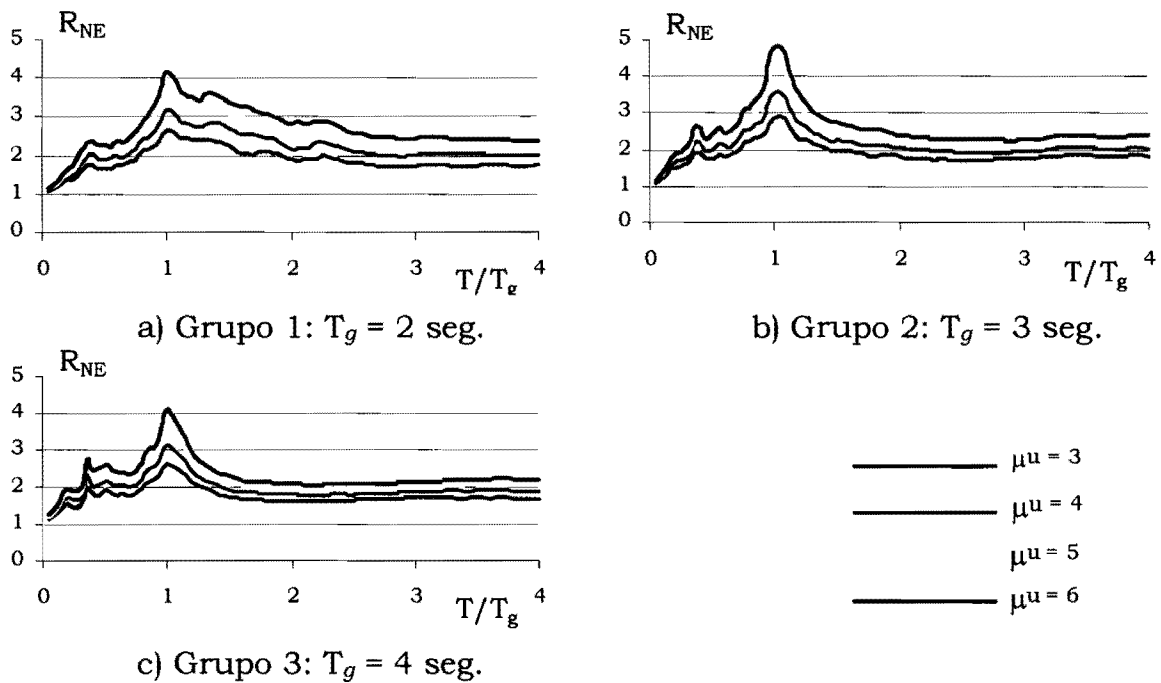 R_NE
5
4
3
2
1
0
0 1 2 3 4
T/T_g
a) Grupo 1: T_g = 2 seg.
R_NE
5
4
3
2
1
0
0 1 2 3 4
T/T_g
b) Grupo 2: T_g = 3 seg.
R_NE
5
4
3
2
1
0
0 1 2 3 4
T/T_g
c) Grupo 3: T_g = 4 seg.
μu = 3
μu = 4
μu = 5
μu = 6